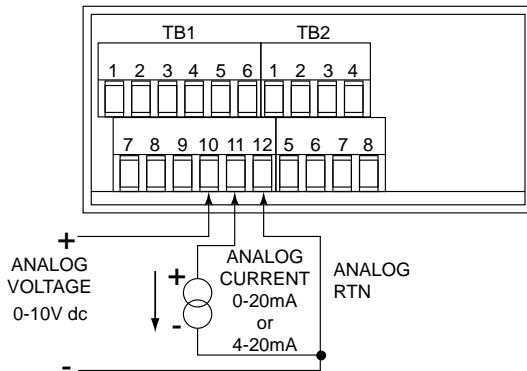 TB1 TB2
1 2 3 4 5 6 1 2 3 4
7 8 9 10 11 12 5 6 7 8
+
ANALOG
VOLTAGE
0-10V dc
-
+
-
ANALOG
CURRENT
0-20mA
or
4-20mA
ANALOG
RTN